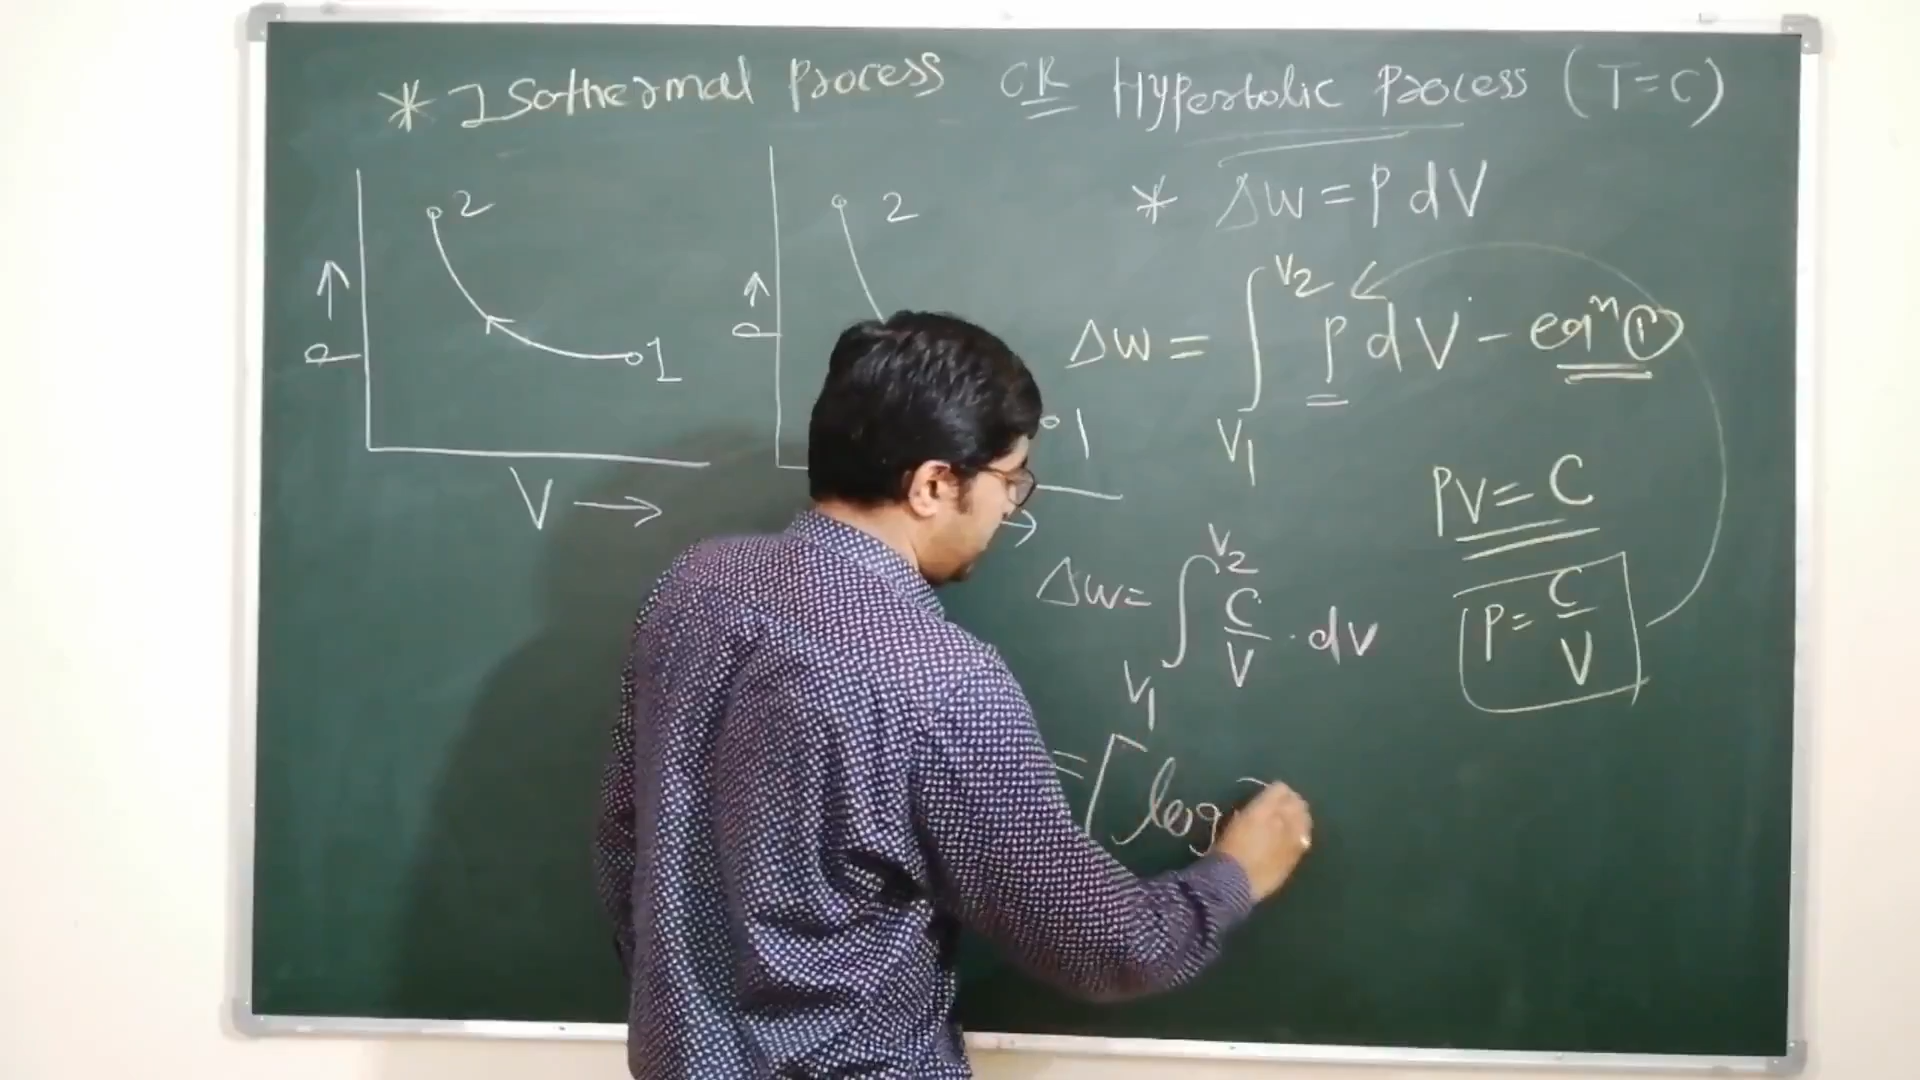 * Isothermal Process OR Hyperbolic Process (T=C)
P →
2
1
V →
P →
2
1
→
* ΔW = P dV
ΔW = ∫ V1 V2 P dV - eqⁿ ①
PV = C
P = C/V
ΔW = ∫ V1 V2 C/V · dV
= [ log